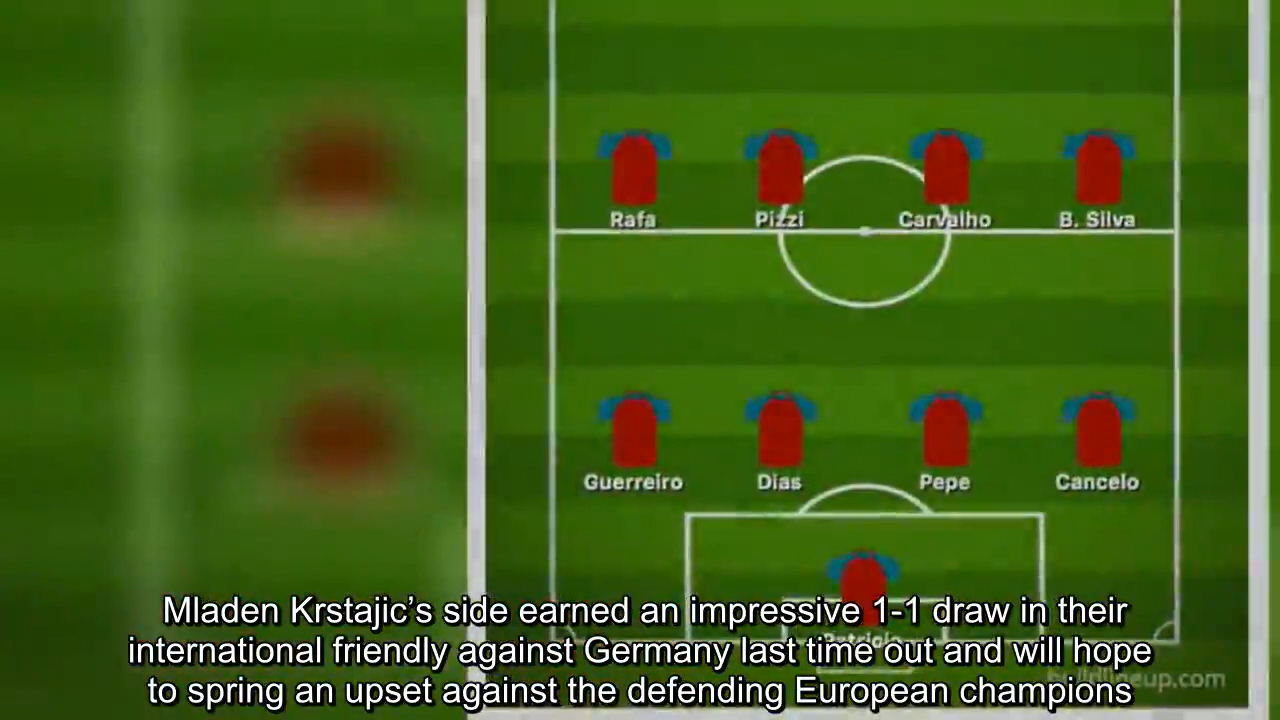 Rafa Pizzi Carvalho B. Silva
Guerreiro Dias Pepe Cancelo
Mladen Krstajic’s side earned an impressive 1-1 draw in their
international friendly against Germany last time out and will hope
to spring an upset against the defending European champions